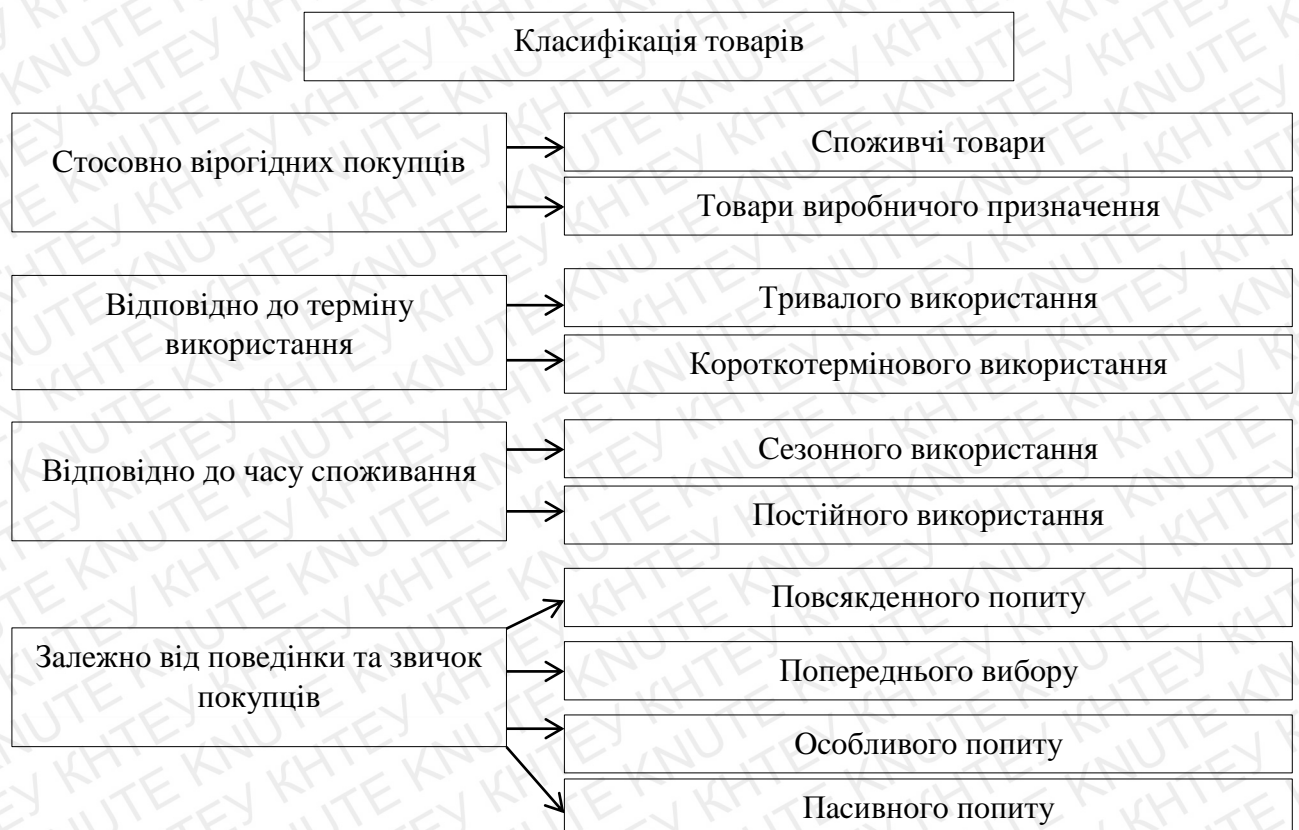 Класифікація товарів
Стосовно вірогідних покупців
Споживчі товари
Товари виробничого призначення
Відповідно до терміну
використання
Тривалого використання
Короткотермінового використання
Відповідно до часу споживання
Сезонного використання
Постійного використання
Залежно від поведінки та звичок
покупців
Повсякденного попиту
Попереднього вибору
Особливого попиту
Пасивного попиту